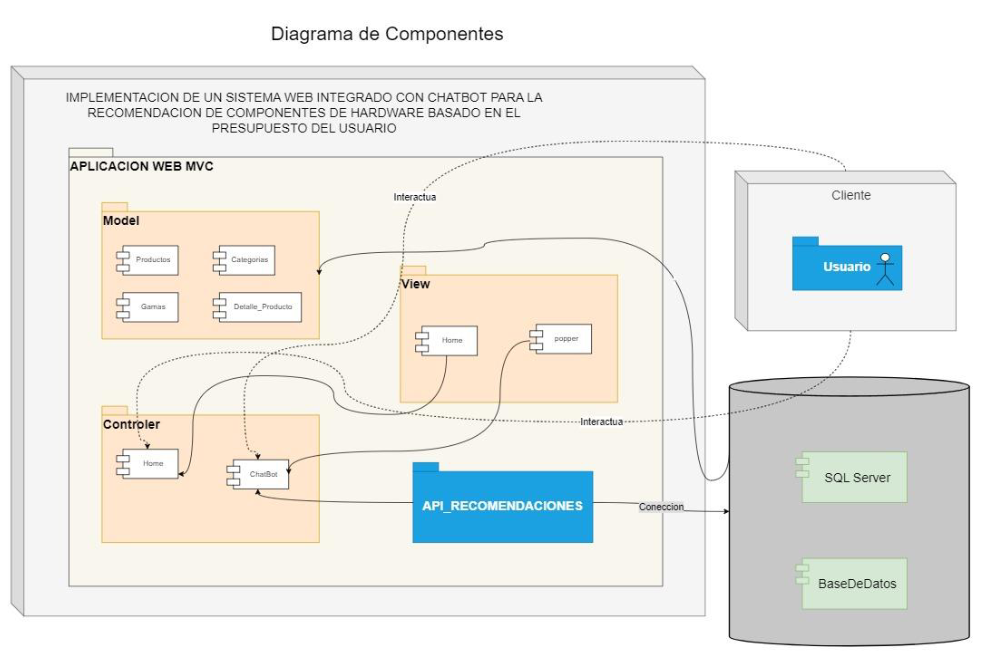 Diagrama de Componentes
IMPLEMENTACION DE UN SISTEMA WEB INTEGRADO CON CHATBOT PARA LA
RECOMENDACION DE COMPONENTES DE HARDWARE BASADO EN EL
PRESUPUESTO DEL USUARIO
APLICACION WEB MVC
Interactua
Cliente
Usuario
Model
Productos
Categorias
Gamas
Detalle_Producto
View
Home
popper
Interactua
Controler
Home
ChatBot
API_RECOMENDACIONES
Coneccion
SQL Server
BaseDeDatos